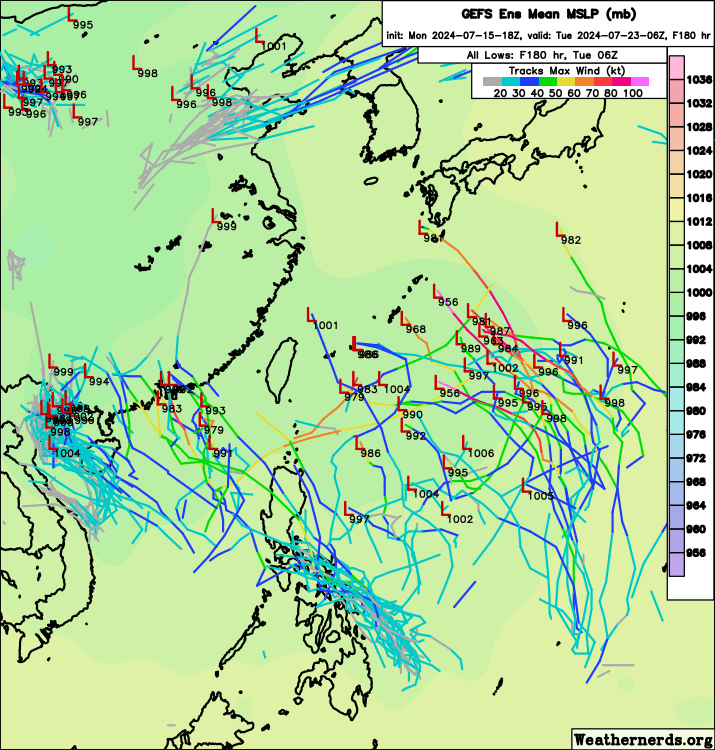 GEFS Ens Mean MSLP (mb)
init: Mon 2024-07-15-18Z, valid: Tue 2024-07-23-06Z, F180 hr
All Lows: F180 hr, Tue 06Z
Tracks Max Wind (kt)
20 30 40 50 60 70 80 100
1036
1032
1028
1024
1020
1016
1012
1008
1004
1000
996
992
988
984
980
976
972
968
964
960
956
L 995
L 1001
L 998
L 993
L 990
L 996
L 998
L 996
L 997
L 996
L 997
L 999
L 982
L 956
L 1001
L 968
L 981
L 987
L 996
L 963
L 989
L 984
L 991
L 1002
L 996
L 997
L 999
L 994
L 997
L 983
L 1004
L 979
L 956
L 996
L 995
L 998
L 983
L 993
L 990
L 998
L 979
L 992
L 998
L 1004
L 991
L 986
L 1006
L 995
L 1004
L 1005
L 997
L 1002
Weathernerds.org